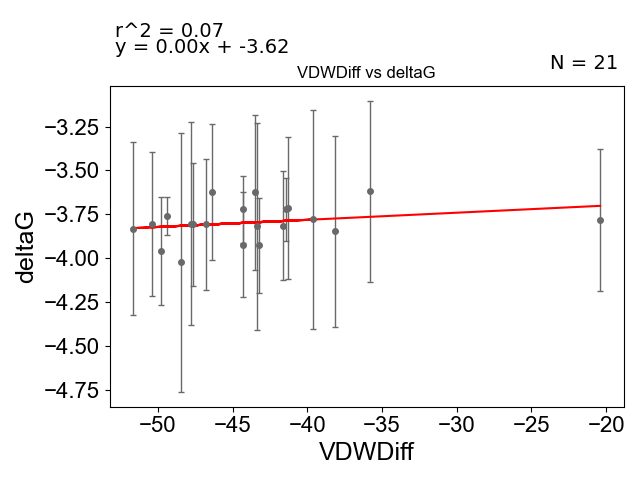 r^2 = 0.07
y = 0.00x + -3.62
N = 21
VDWDiff vs deltaG
deltaG
−3.25
−3.50
−3.75
−4.00
−4.25
−4.50
−4.75
−50
−45
−40
−35
−30
−25
−20
VDWDiff